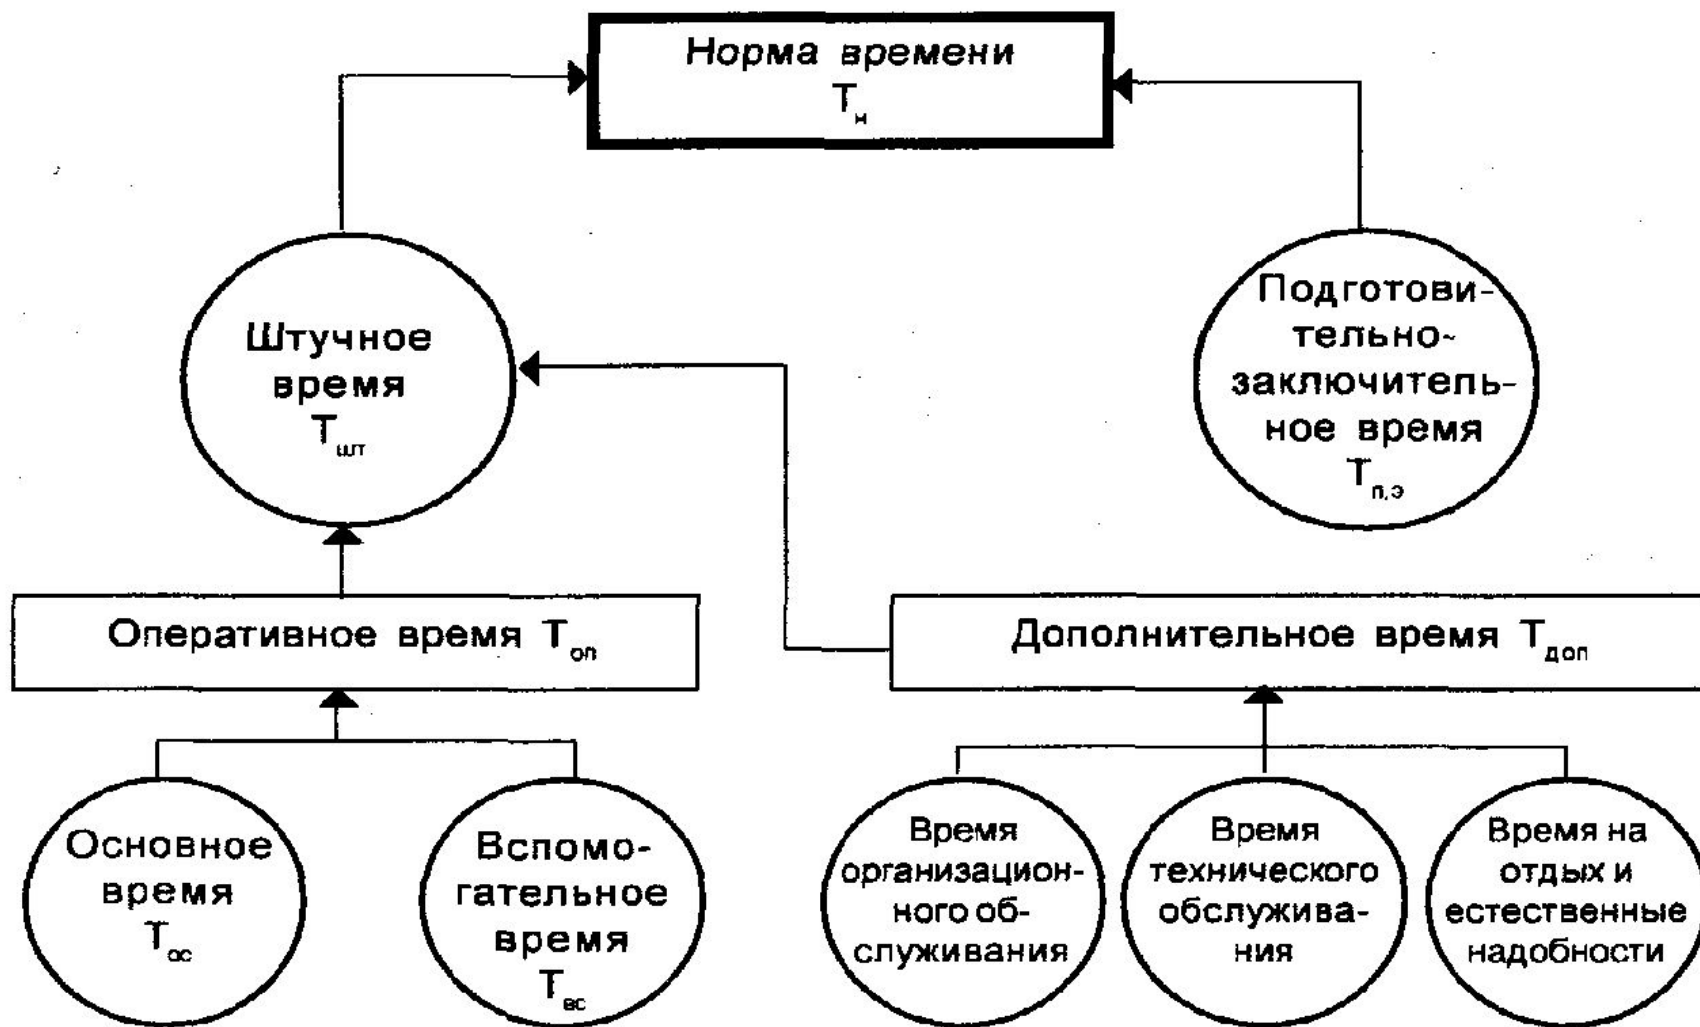 Норма времени
Тн
Штучное
время
Тшт
Подготови-
тельно-
заключитель-
ное время
Тп,э
Оперативное время Топ
Дополнительное время Тдоп
Основное
время
Тос
Вспомо-
гательное
время
Твс
Время
организацион-
ного об-
служивания
Время
технического
обслужива-
ния
Время на
отдых и
естественные
надобности